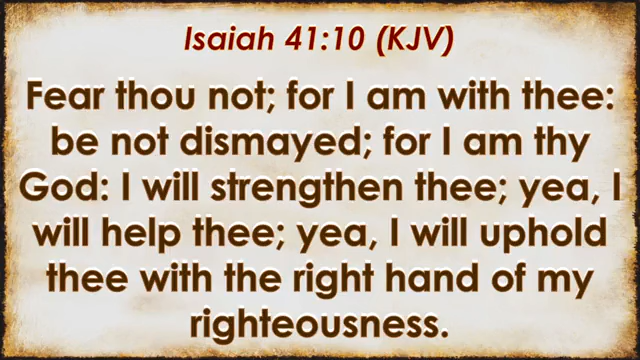 Isaiah 41:10 (KJV)
Fear thou not; for I am with thee:
be not dismayed; for I am thy
God: I will strengthen thee; yea, I
will help thee; yea, I will uphold
thee with the right hand of my
righteousness.